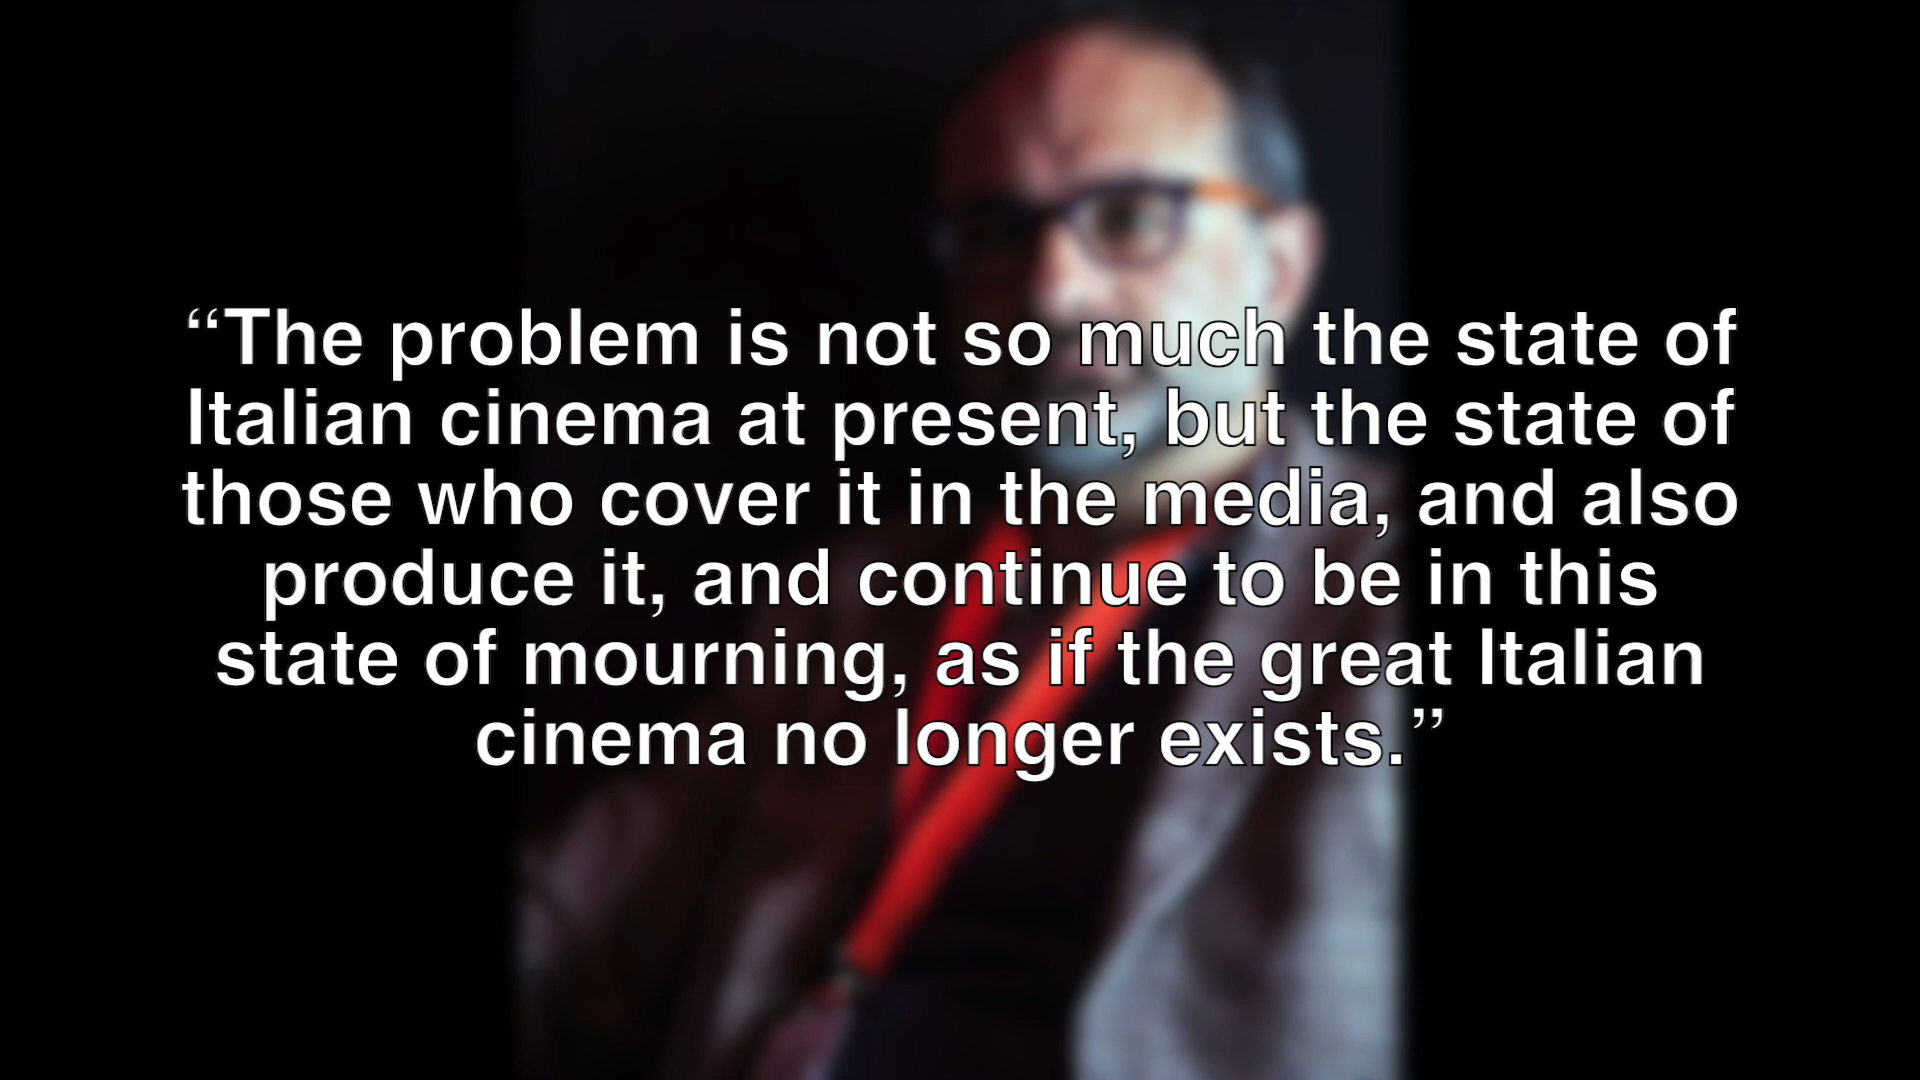 “The problem is not so much the state of
Italian cinema at present, but the state of
those who cover it in the media, and also
produce it, and continue to be in this
state of mourning, as if the great Italian
cinema no longer exists.”